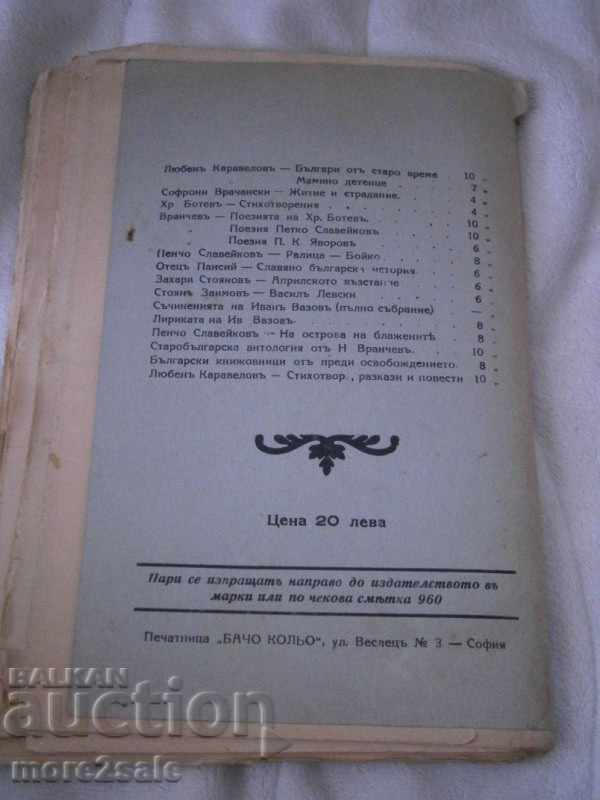 Любенъ Каравеловъ — Българи отъ старо време 10 „
„ Мамино детенце . 7 „
Софрони Врачански — Житие и страдание. 4 „
Хр Ботевъ — Стихотворения . 4 „
Вранчевъ — Поезията на Хр. Ботевъ. 10 „
„ Поезия Петко Славейковъ 10 „
„ Поезия П. К. Яворовъ 6 „
Пенчо Славейковъ — Ралица — Бойко 8 „
Отецъ Паисий — Славяно българска история. 6 „
Захари Стояновъ — Априлското възстание 6 „
Стоянъ Заимовъ — Василъ Левски 6 „
Съчиненията на Иванъ Вазовъ (пълно събрание) — „
Лириката на Ив Вазовъ. 8 „
Пенчо Славейковъ — На острова на блаженитѣ 8 „
Старобългарска антология отъ Н Вранчевъ. 10 „
Български книжовници от преди освобождението. 8 „
Любенъ Каравеловъ — Стихотвор., разкази и повести 10 „
Цена 20 лева
Пари се изпращатъ направо до издателството въ
марки или по чекова смѣтка 960
Печатница „БАЧО КОЛЬО“, ул. Веслецъ № 3 — София
BALKAN
auction
more2sale